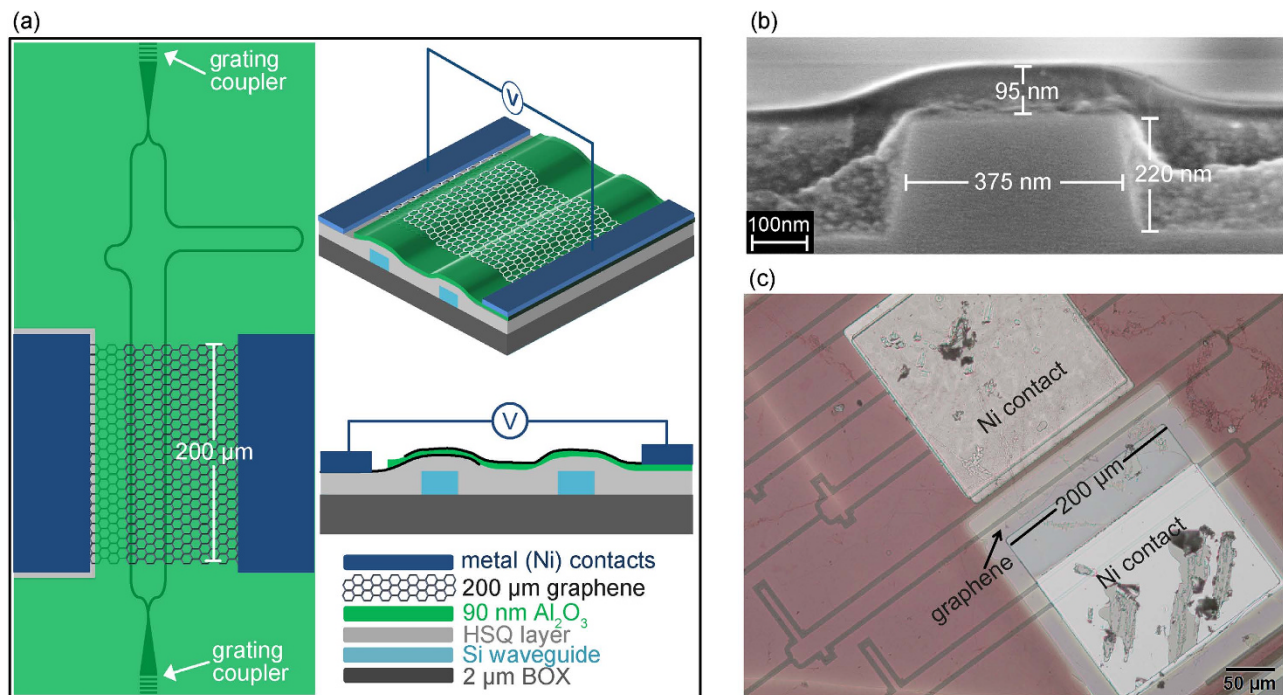 (a)
grating
coupler
200 µm
grating
coupler
V
V
metal (Ni) contacts
200 µm graphene
90 nm Al₂O₃
HSQ layer
Si waveguide
2 µm BOX
(b)
95 nm
375 nm
220 nm
100nm
(c)
Ni contact
200 µm
graphene
Ni contact
50 µm